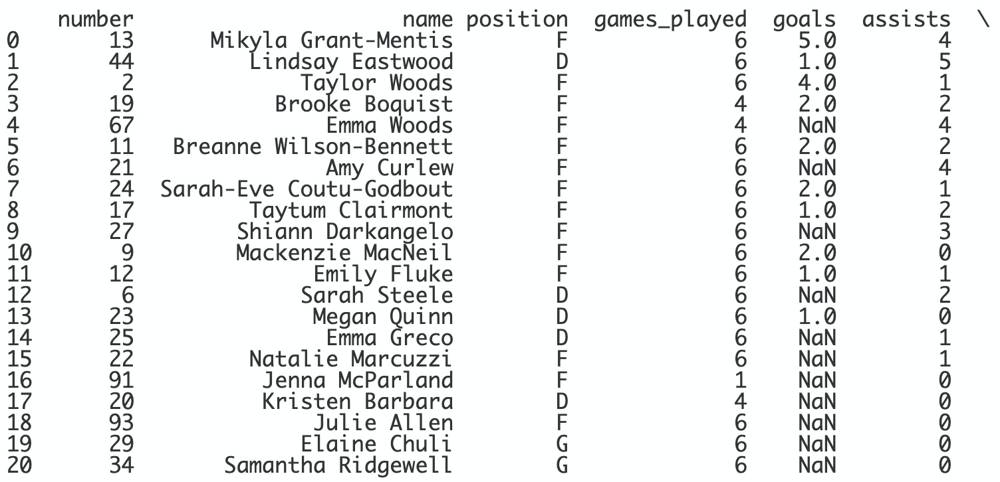 number                       name position  games_played  goals  assists  \
0       13       Mikyla Grant-Mentis        F             6    5.0        4
1       44          Lindsay Eastwood        D             6    1.0        5
2        2              Taylor Woods        F             6    4.0        1
3       19            Brooke Boquist        F             4    2.0        2
4       67                Emma Woods        F             4    NaN        4
5       11    Breanne Wilson-Bennett        F             6    2.0        2
6       21                Amy Curlew        F             6    NaN        4
7       24  Sarah-Eve Coutu-Godbout        F             6    2.0        1
8       17          Taytum Clairmont        F             6    1.0        2
9       27         Shiann Darkangelo        F             6    NaN        3
10       9         Mackenzie MacNeil        F             6    2.0        0
11      12               Emily Fluke        F             6    1.0        1
12       6              Sarah Steele        D             6    NaN        2
13      23               Megan Quinn        D             6    1.0        0
14      25                Emma Greco        D             6    NaN        1
15      22          Natalie Marcuzzi        F             6    NaN        1
16      91           Jenna McParland        F             1    NaN        0
17      20           Kristen Barbara        D             4    NaN        0
18      93               Julie Allen        F             6    NaN        0
19      29              Elaine Chuli        G             6    NaN        0
20      34        Samantha Ridgewell        G             6    NaN        0